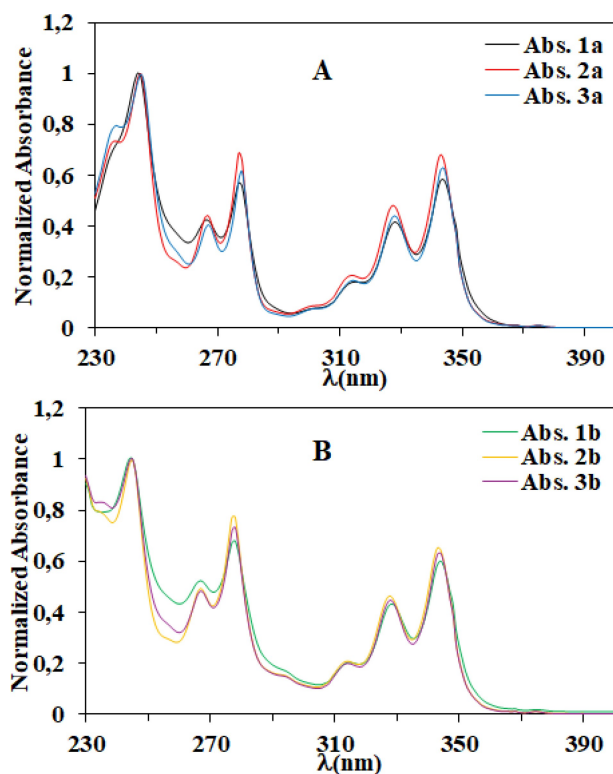 1,2
A
Abs. 1a
Abs. 2a
Abs. 3a
1
0,8
0,6
0,4
0,2
0
Normalized Absorbance
230 270 310 350 390
λ(nm)
1,2
B
Abs. 1b
Abs. 2b
Abs. 3b
1
0,8
0,6
0,4
0,2
0
Normalized Absorbance
230 270 310 350 390
λ(nm)